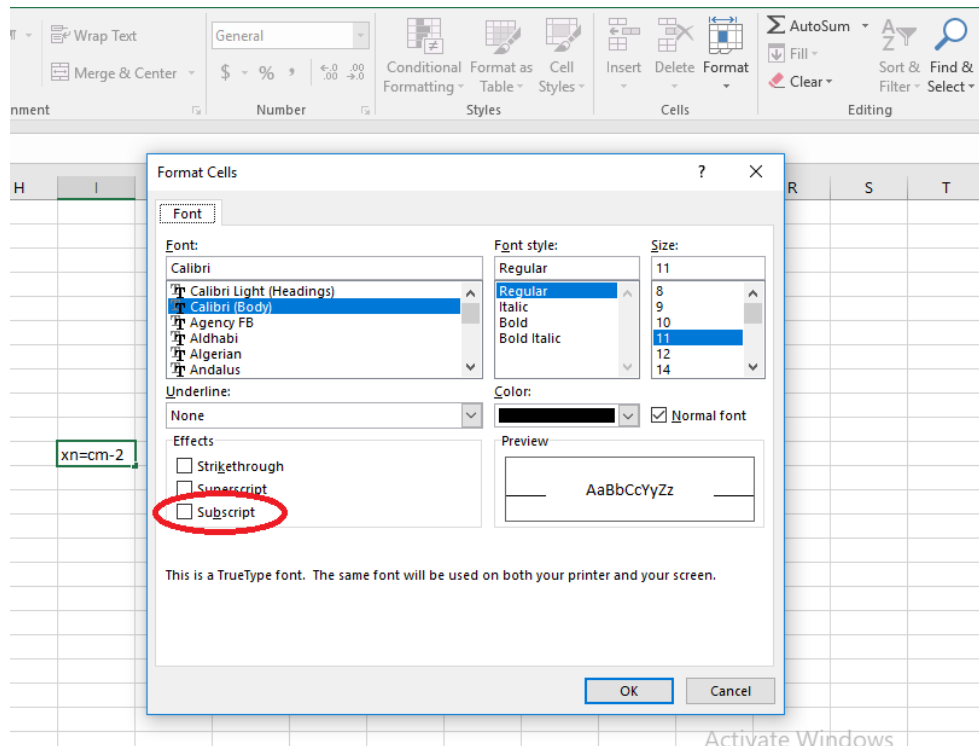 Wrap Text General AutoSum
Fill
Merge & Center $ % , .0 .00 .00 .0 Conditional Format as Cell Insert Delete Format Sort & Find &
Formatting Table Styles Clear Filter Select
nment Number Styles Cells Editing
Format Cells ? X
H I R S T
Font
Font: Font style: Size:
Calibri Regular 11
Calibri Light (Headings) Regular 8
Calibri (Body) Italic 9
Agency FB Bold 10
Aldhabi Bold Italic 11
Algerian 12
Andalus 14
Underline: Color:
None Normal font
Effects Preview
xn=cm-2
Strikethrough
Superscript AaBbCcYyZz
Subscript
This is a TrueType font. The same font will be used on both your printer and your screen.
OK Cancel
Activate Windows